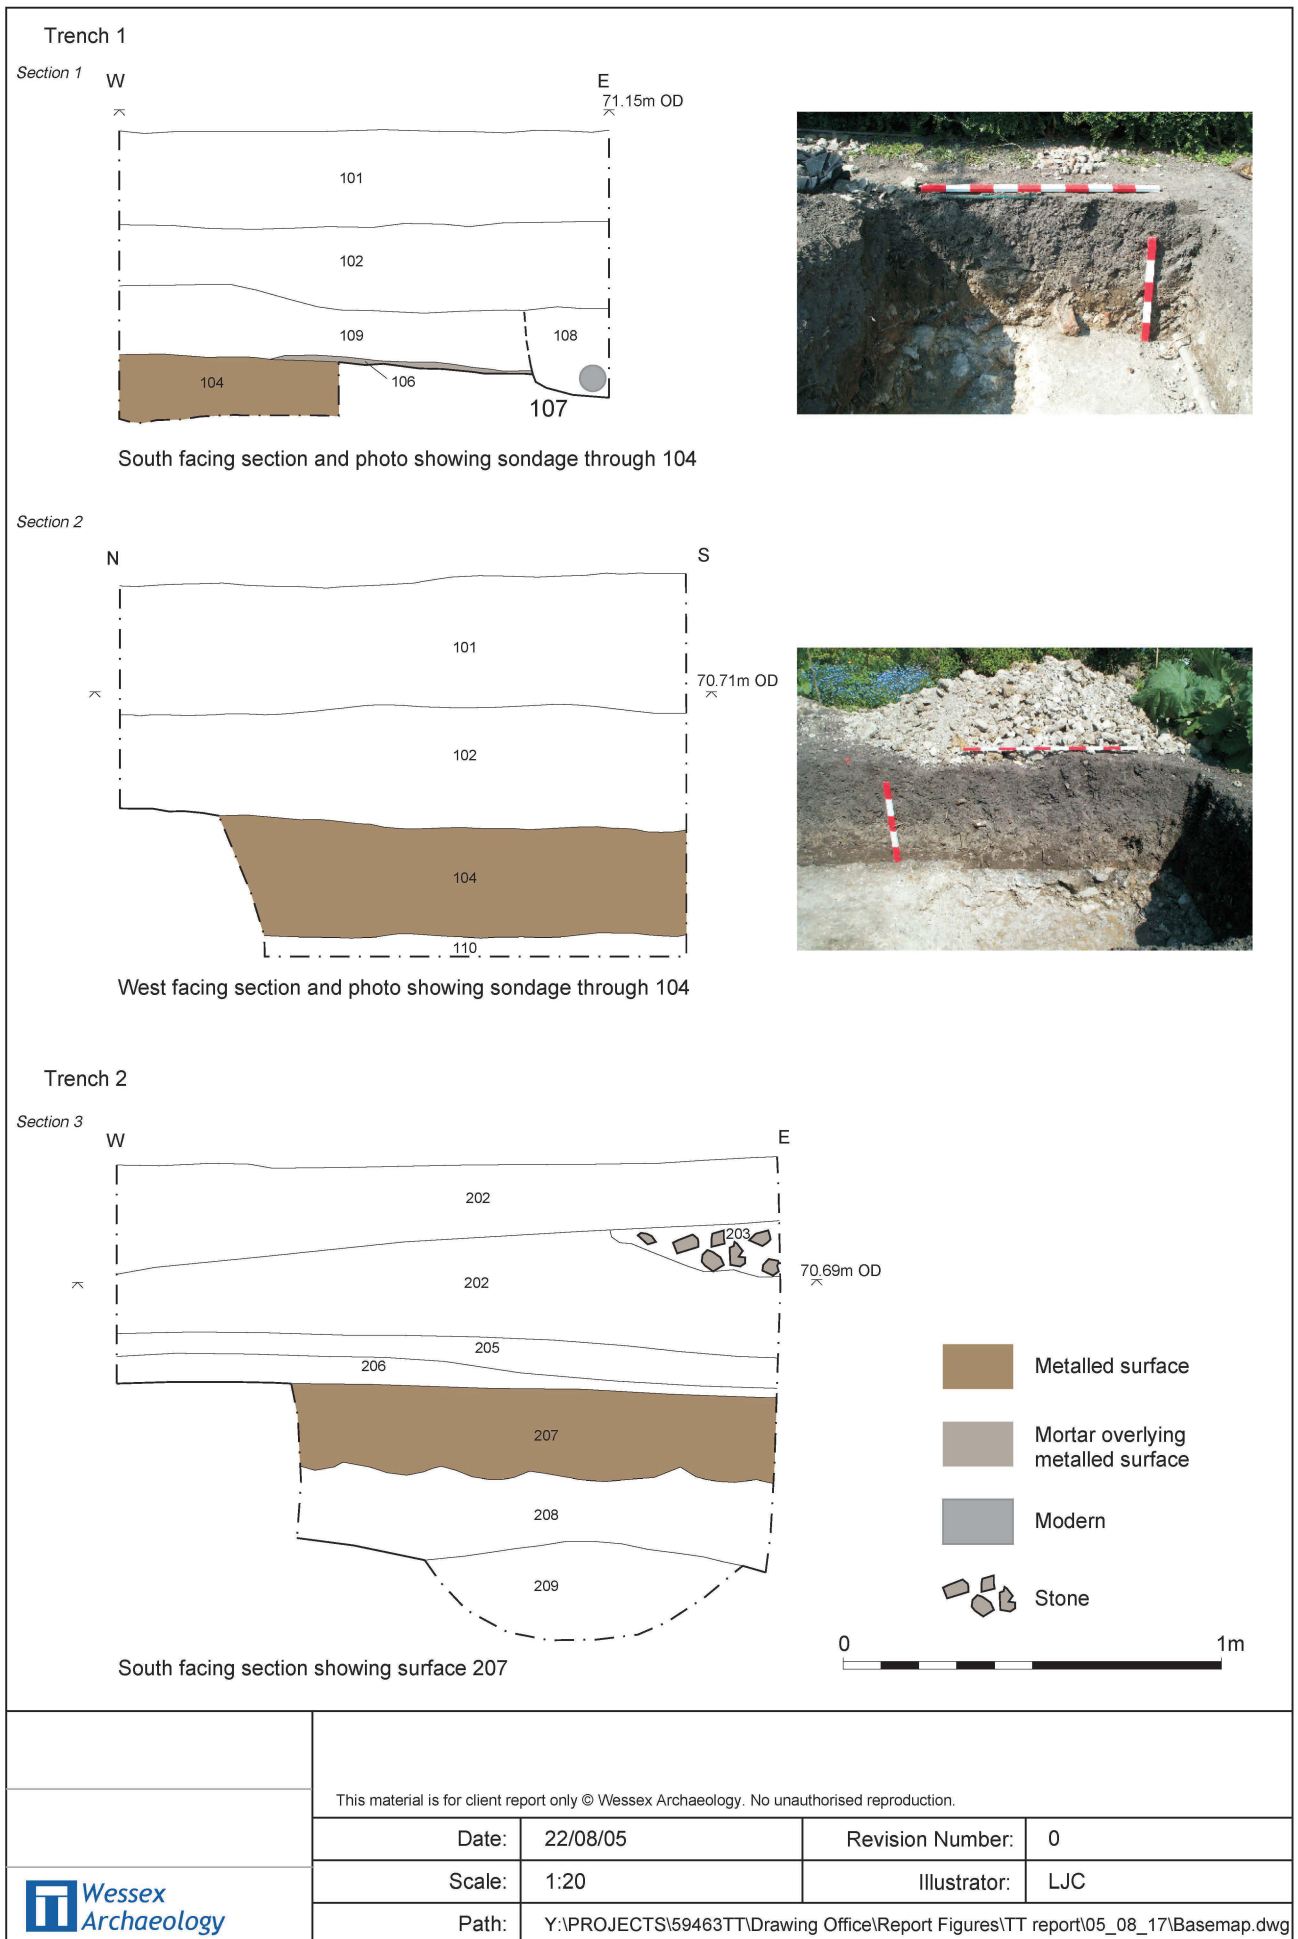 Trench 1
Section 1
W
E
71.15m OD
101
102
109
108
104
106
107
South facing section and photo showing sondage through 104
Section 2
N
S
101
70.71m OD
102
104
110
West facing section and photo showing sondage through 104
Trench 2
Section 3
W
E
202
203
202
70.69m OD
205
206
207
208
209
Metalled surface
Mortar overlying
metalled surface
Modern
Stone
0
1m
South facing section showing surface 207
This material is for client report only © Wessex Archaeology. No unauthorised reproduction.
Date: 22/08/05 Revision Number: 0
Scale: 1:20 Illustrator: LJC
Path: Y:\PROJECTS\59463TT\Drawing Office\Report Figures\TT report\05_08_17\Basemap.dwg
Wessex
Archaeology